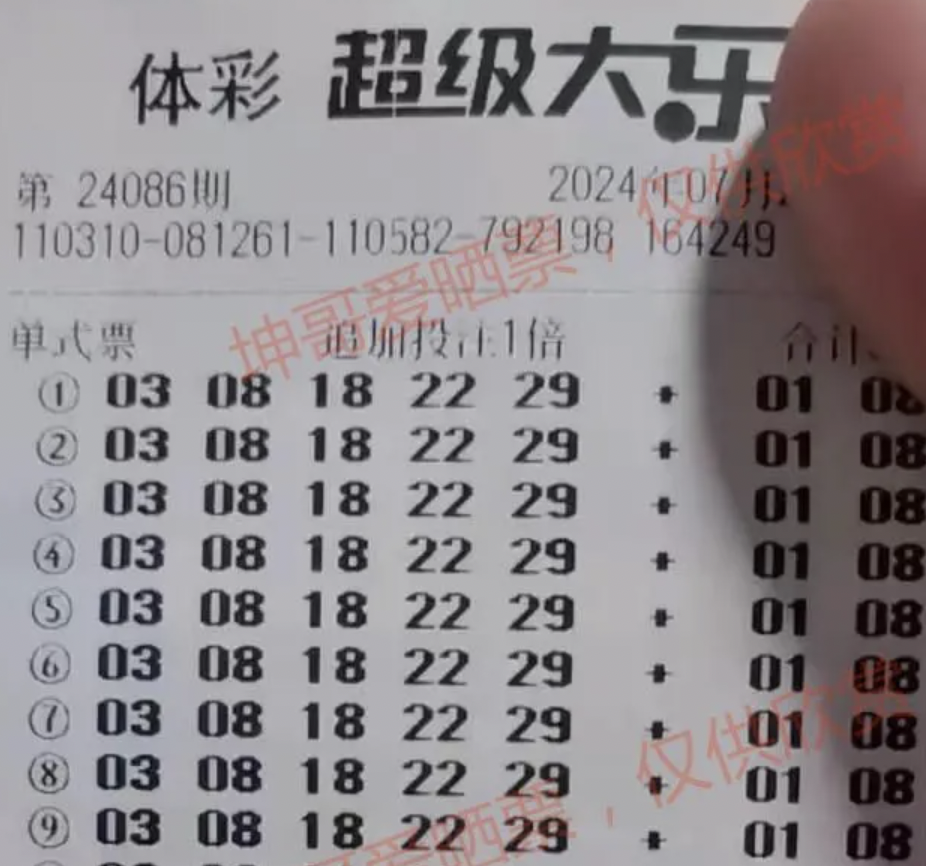 体彩 超级大乐
第 24086期 2024年07月
110310-081261-110582-792198 164249
单式票 追加投注1倍 合计
① 03 08 18 22 29 + 01 08
② 03 08 18 22 29 + 01 08
③ 03 08 18 22 29 + 01 08
④ 03 08 18 22 29 + 01 08
⑤ 03 08 18 22 29 + 01 08
⑥ 03 08 18 22 29 + 01 08
⑦ 03 08 18 22 29 + 01 08
⑧ 03 08 18 22 29 + 01 08
⑨ 03 08 18 22 29 + 01 08
坤哥爱晒票，仅供欣赏
坤哥爱晒票，仅供欣赏